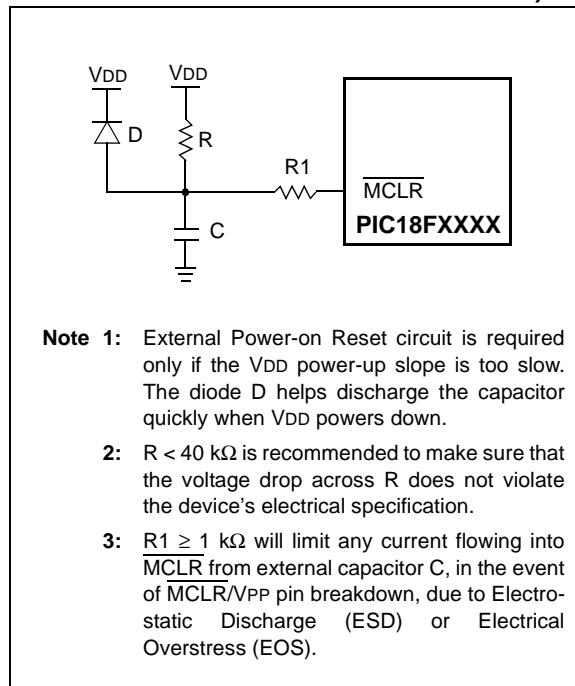 VDD VDD
D
R
R1
MCLR
PIC18FXXXX
C
Note 1: External Power-on Reset circuit is required
only if the VDD power-up slope is too slow.
The diode D helps discharge the capacitor
quickly when VDD powers down.
2: R < 40 kΩ is recommended to make sure that
the voltage drop across R does not violate
the device's electrical specification.
3: R1 ≥ 1 kΩ will limit any current flowing into
MCLR from external capacitor C, in the event
of MCLR/VPP pin breakdown, due to Electro-
static Discharge (ESD) or Electrical
Overstress (EOS).